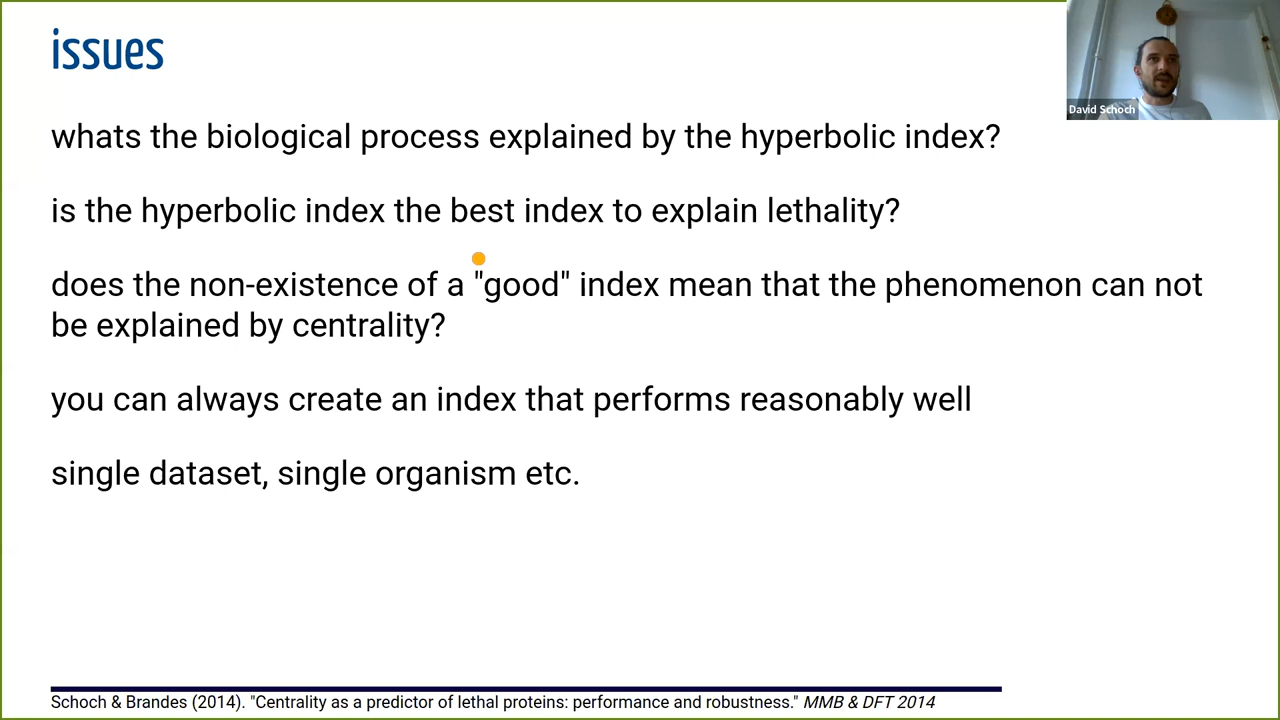 issues
David Schoch
whats the biological process explained by the hyperbolic index?
is the hyperbolic index the best index to explain lethality?
does the non-existence of a "good" index mean that the phenomenon can not
be explained by centrality?
you can always create an index that performs reasonably well
single dataset, single organism etc.
Schoch & Brandes (2014). "Centrality as a predictor of lethal proteins: performance and robustness." MMB & DFT 2014